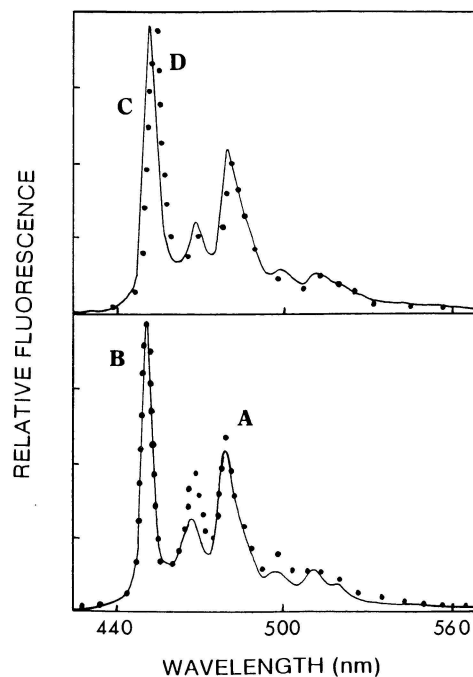 D
C
RELATIVE FLUORESCENCE
B
A
440
500
560
WAVELENGTH (nm)